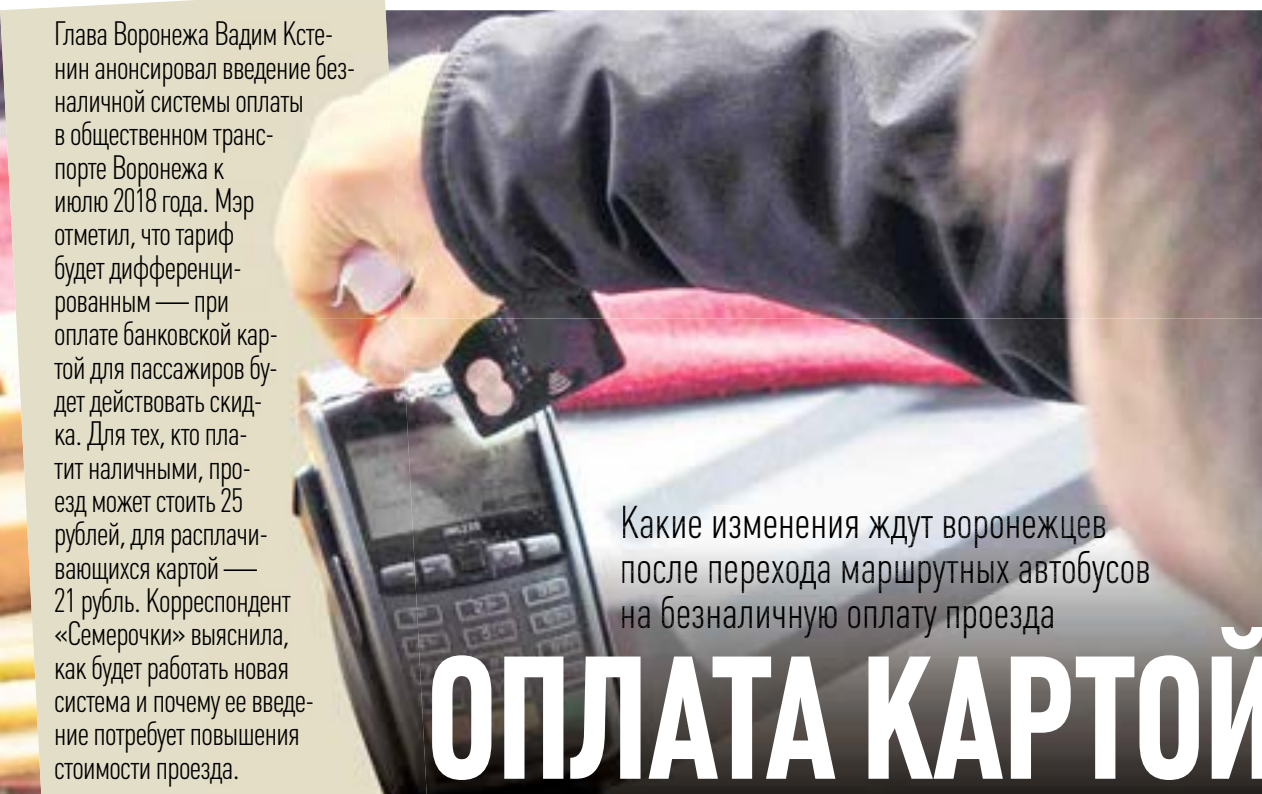 Глава Воронежа Вадим Ксте-
нин анонсировал введение без-
наличной системы оплаты
в общественном транс-
порте Воронежа к
июлю 2018 года. Мэр
отметил, что тариф
будет дифференци-
рованным — при
оплате банковской кар-
той для пассажиров бу-
дет действовать скид-
ка. Для тех, кто пла-
тит наличными, про-
езд может стоить 25
рублей, для расплачи-
вающихся картой —
21 рубль. Корреспондент
«Семерочки» выяснила,
как будет работать новая
система и почему ее введе-
ние потребует повышения
стоимости проезда.
Какие изменения ждут воронежцев
после перехода маршрутных автобусов
на безналичную оплату проезда
ОПЛАТА КАРТОЙ